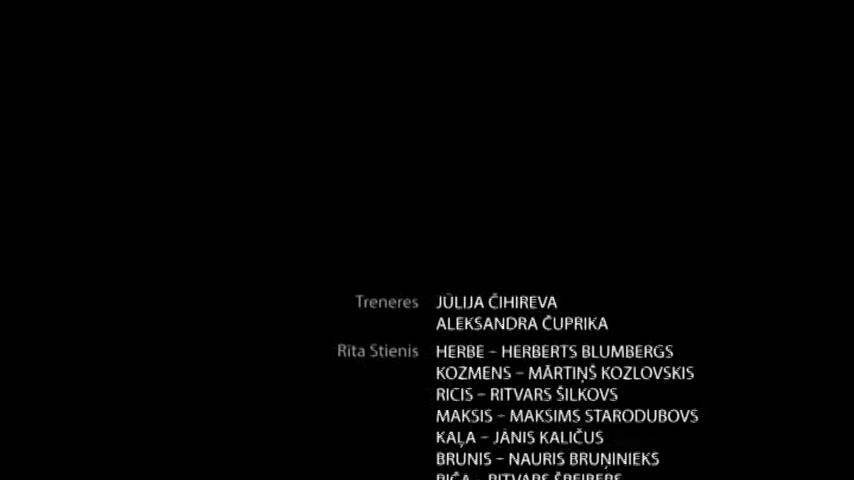 Treneres JŪLIJA ČIHIREVA
ALEKSANDRA ČUPRIKA
Rīta Stienis HERBE – HERBERTS BLUMBERGS
KOZMENS – MĀRTIŅŠ KOZLOVSKIS
RICIS – RITVARS ŠILKOVS
MAKSIS – MAKSIMS STARODUBOVS
KAĻA – JĀNIS KALIČUS
BRUNIS – NAURIS BRUŅINIEKS